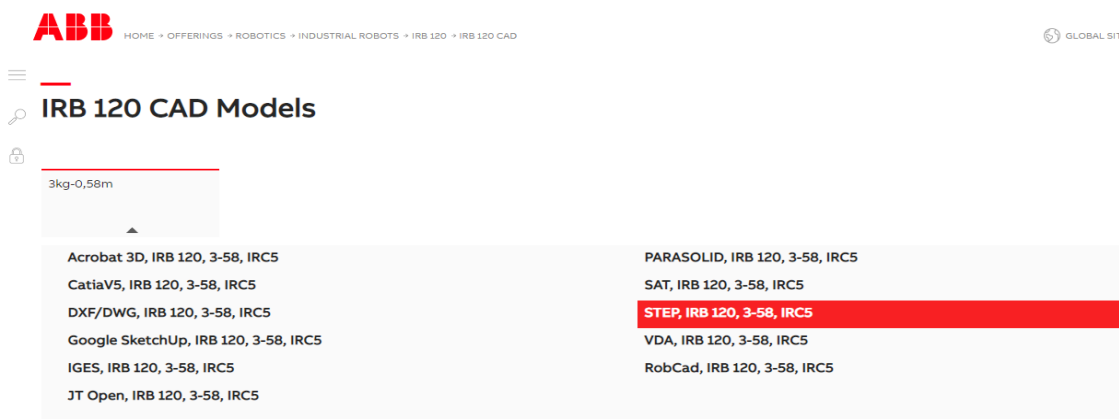 ABB HOME → OFFERINGS → ROBOTICS → INDUSTRIAL ROBOTS → IRB 120 → IRB 120 CAD
GLOBAL SIT
IRB 120 CAD Models
3kg-0,58m
Acrobat 3D, IRB 120, 3-58, IRC5
CatiaV5, IRB 120, 3-58, IRC5
DXF/DWG, IRB 120, 3-58, IRC5
Google SketchUp, IRB 120, 3-58, IRC5
IGES, IRB 120, 3-58, IRC5
JT Open, IRB 120, 3-58, IRC5
PARASOLID, IRB 120, 3-58, IRC5
SAT, IRB 120, 3-58, IRC5
STEP, IRB 120, 3-58, IRC5
VDA, IRB 120, 3-58, IRC5
RobCad, IRB 120, 3-58, IRC5